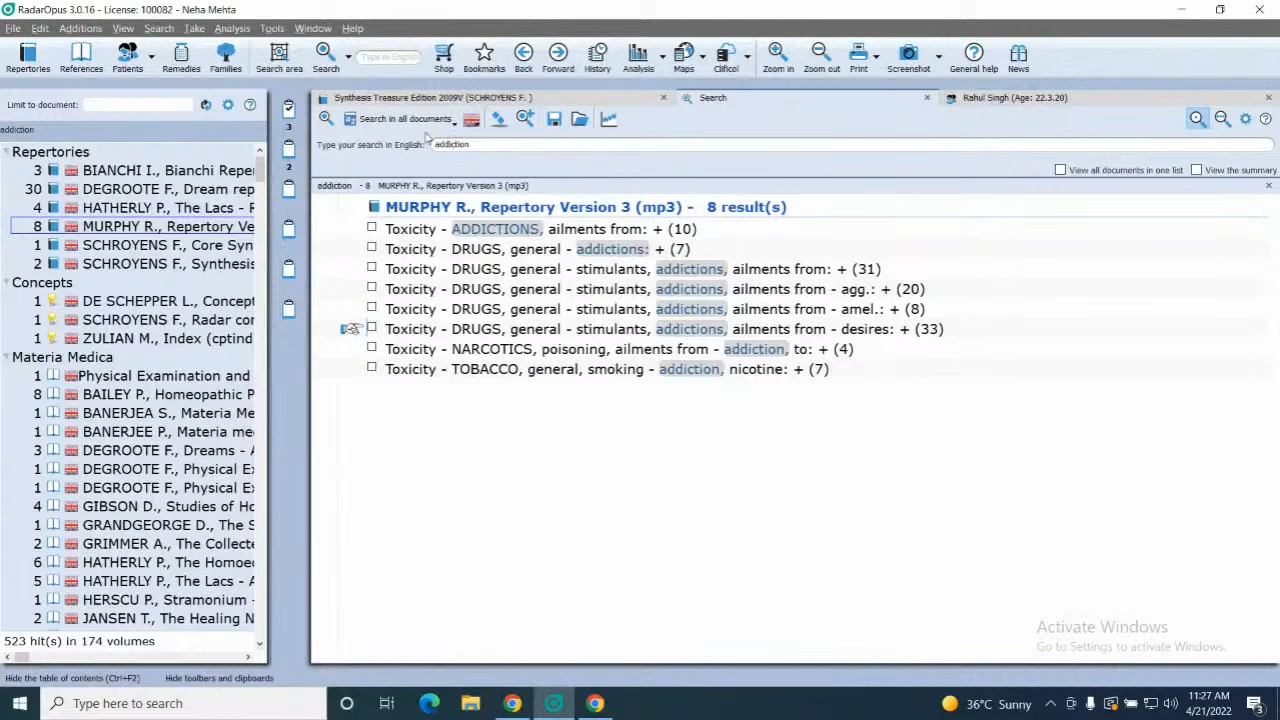 RadarOpus 3.0.16 - License: 100082 - Neha Mehta
File Edit Additions View Search Take Analysis Tools Window Help
Type in English
Repertories References Patients Remedies Families Search area Search Shop Bookmarks Back Forward History Analysis Maps Clificol Zoom in Zoom out Print Screenshot General help News
Limit to document:
addiction
Repertories
3 BIANCHI I., Bianchi Reper
30 DEGROOTE F., Dream rep
4 HATHERLY P., The Lacs - F
8 MURPHY R., Repertory Ve
1 SCHROYENS F., Core Syn
2 SCHROYENS F., Synthesis
Concepts
1 DE SCHEPPER L., Concept
1 SCHROYENS F., Radar con
1 ZULIAN M., Index (cptind
Materia Medica
1 Physical Examination and
8 BAILEY P., Homeopathic P
1 BANERJEA S., Materia Me
1 BANERJEE P., Materia med
3 DEGROOTE F., Dreams - A
1 DEGROOTE F., Physical Ex
1 DEGROOTE F., Physical Ex
4 GIBSON D., Studies of Ho
1 GRANDGEORGE D., The S
2 GRIMMER A., The Collecte
6 HATHERLY P., The Homoe
5 HATHERLY P., The Lacs - A
1 HERSCU P., Stramonium -
2 JANSEN T., The Healing N
523 hit(s) in 174 volumes
3
2
Synthesis Treasure Edition 2009V (SCHROYENS F. )
Search
Rahul Singh (Age: 22.3.20)
Search in all documents
Type your search in English: addiction
View all documents in one list View the summary
addiction - 8 MURPHY R., Repertory Version 3 (mp3)
MURPHY R., Repertory Version 3 (mp3) - 8 result(s)
Toxicity - ADDICTIONS, ailments from: + (10)
Toxicity - DRUGS, general - addictions: + (7)
Toxicity - DRUGS, general - stimulants, addictions, ailments from: + (31)
Toxicity - DRUGS, general - stimulants, addictions, ailments from - agg.: + (20)
Toxicity - DRUGS, general - stimulants, addictions, ailments from - amel.: + (8)
Toxicity - DRUGS, general - stimulants, addictions, ailments from - desires: + (33)
Toxicity - NARCOTICS, poisoning, ailments from - addiction, to: + (4)
Toxicity - TOBACCO, general, smoking - addiction, nicotine: + (7)
Activate Windows
Go to Settings to activate Windows.
Hide the table of contents (Ctrl+F2) Hide toolbars and clipboards
Type here to search
36°C Sunny
11:27 AM
4/21/2022
3